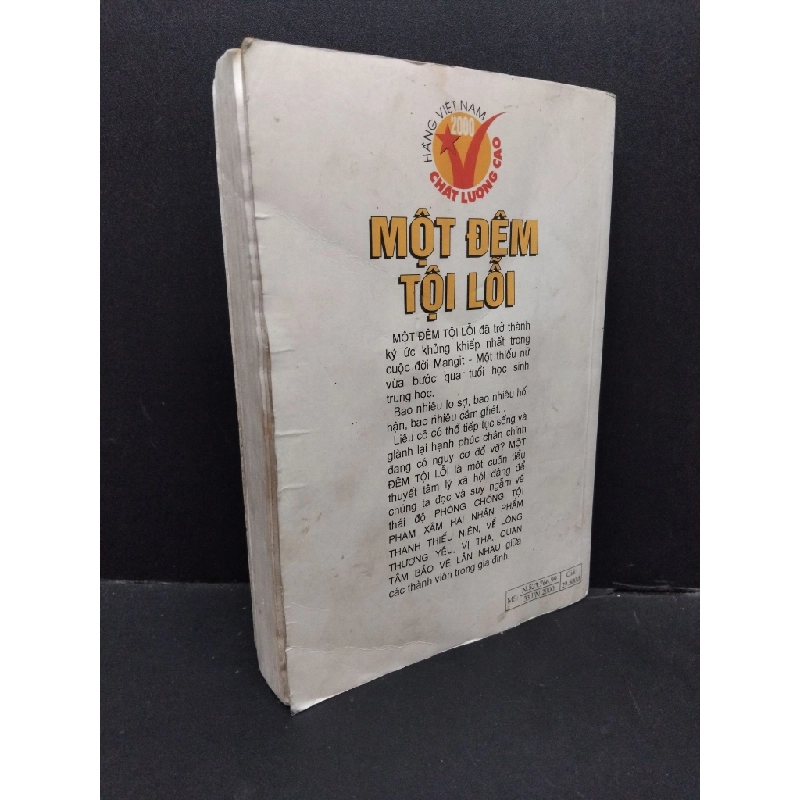 HÀNG VIỆT NAM
2000
CHẤT LƯỢNG CAO
MỘT ĐÊM
TỘI LỖI
MỘT ĐÊM TỘI LỖI đã trở thành
ký ức khủng khiếp nhất trong
cuộc đời Mangit - Một thiếu nữ
vừa bước qua tuổi học sinh
trung học.
Bao nhiêu lo sợ, bao nhiêu hố
hận, bao nhiêu căm ghét...
Liệu cô có thể tiếp tục sống và
giành lại hạnh phúc chân chính
đang có nguy cơ đổ vỡ? MỘT
ĐÊM TỘI LỖI là một cuốn tiểu
thuyết tâm lý xã hội đáng để
chúng ta đọc và suy ngẫm về
thái độ PHÒNG CHỐNG TỘI
PHẠM XÂM HẠI NHÂN PHẨM
THANH THIẾU NIÊN, VỀ LÒNG
THƯƠNG YÊU, VỊ THA, QUAN
TÂM BẢO VỆ LẪN NHAU giữa
các thành viên trong gia đình.